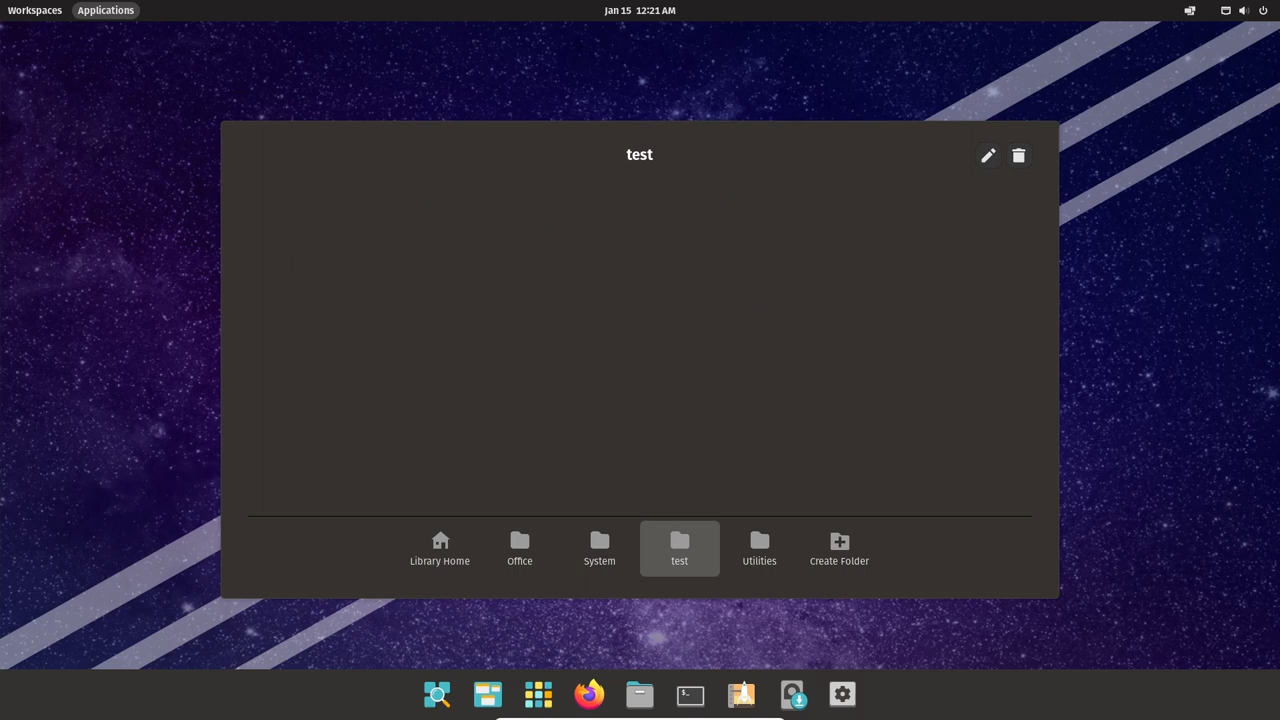 Workspaces Applications Jan 15 12:21 AM
test
Library Home Office System test Utilities Create Folder
$_